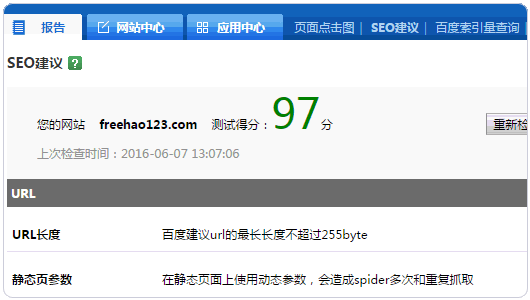 报告 网站中心 应用中心 页面点击图 | SEO建议 | 百度索引量查询 |
SEO建议 ?
您的网站 freehao123.com 测试得分：97分 重新检
上次检查时间：2016-06-07 13:07:06
URL
URL长度 百度建议url的最长长度不超过255byte
静态页参数 在静态页面上使用动态参数，会造成spider多次和重复抓取